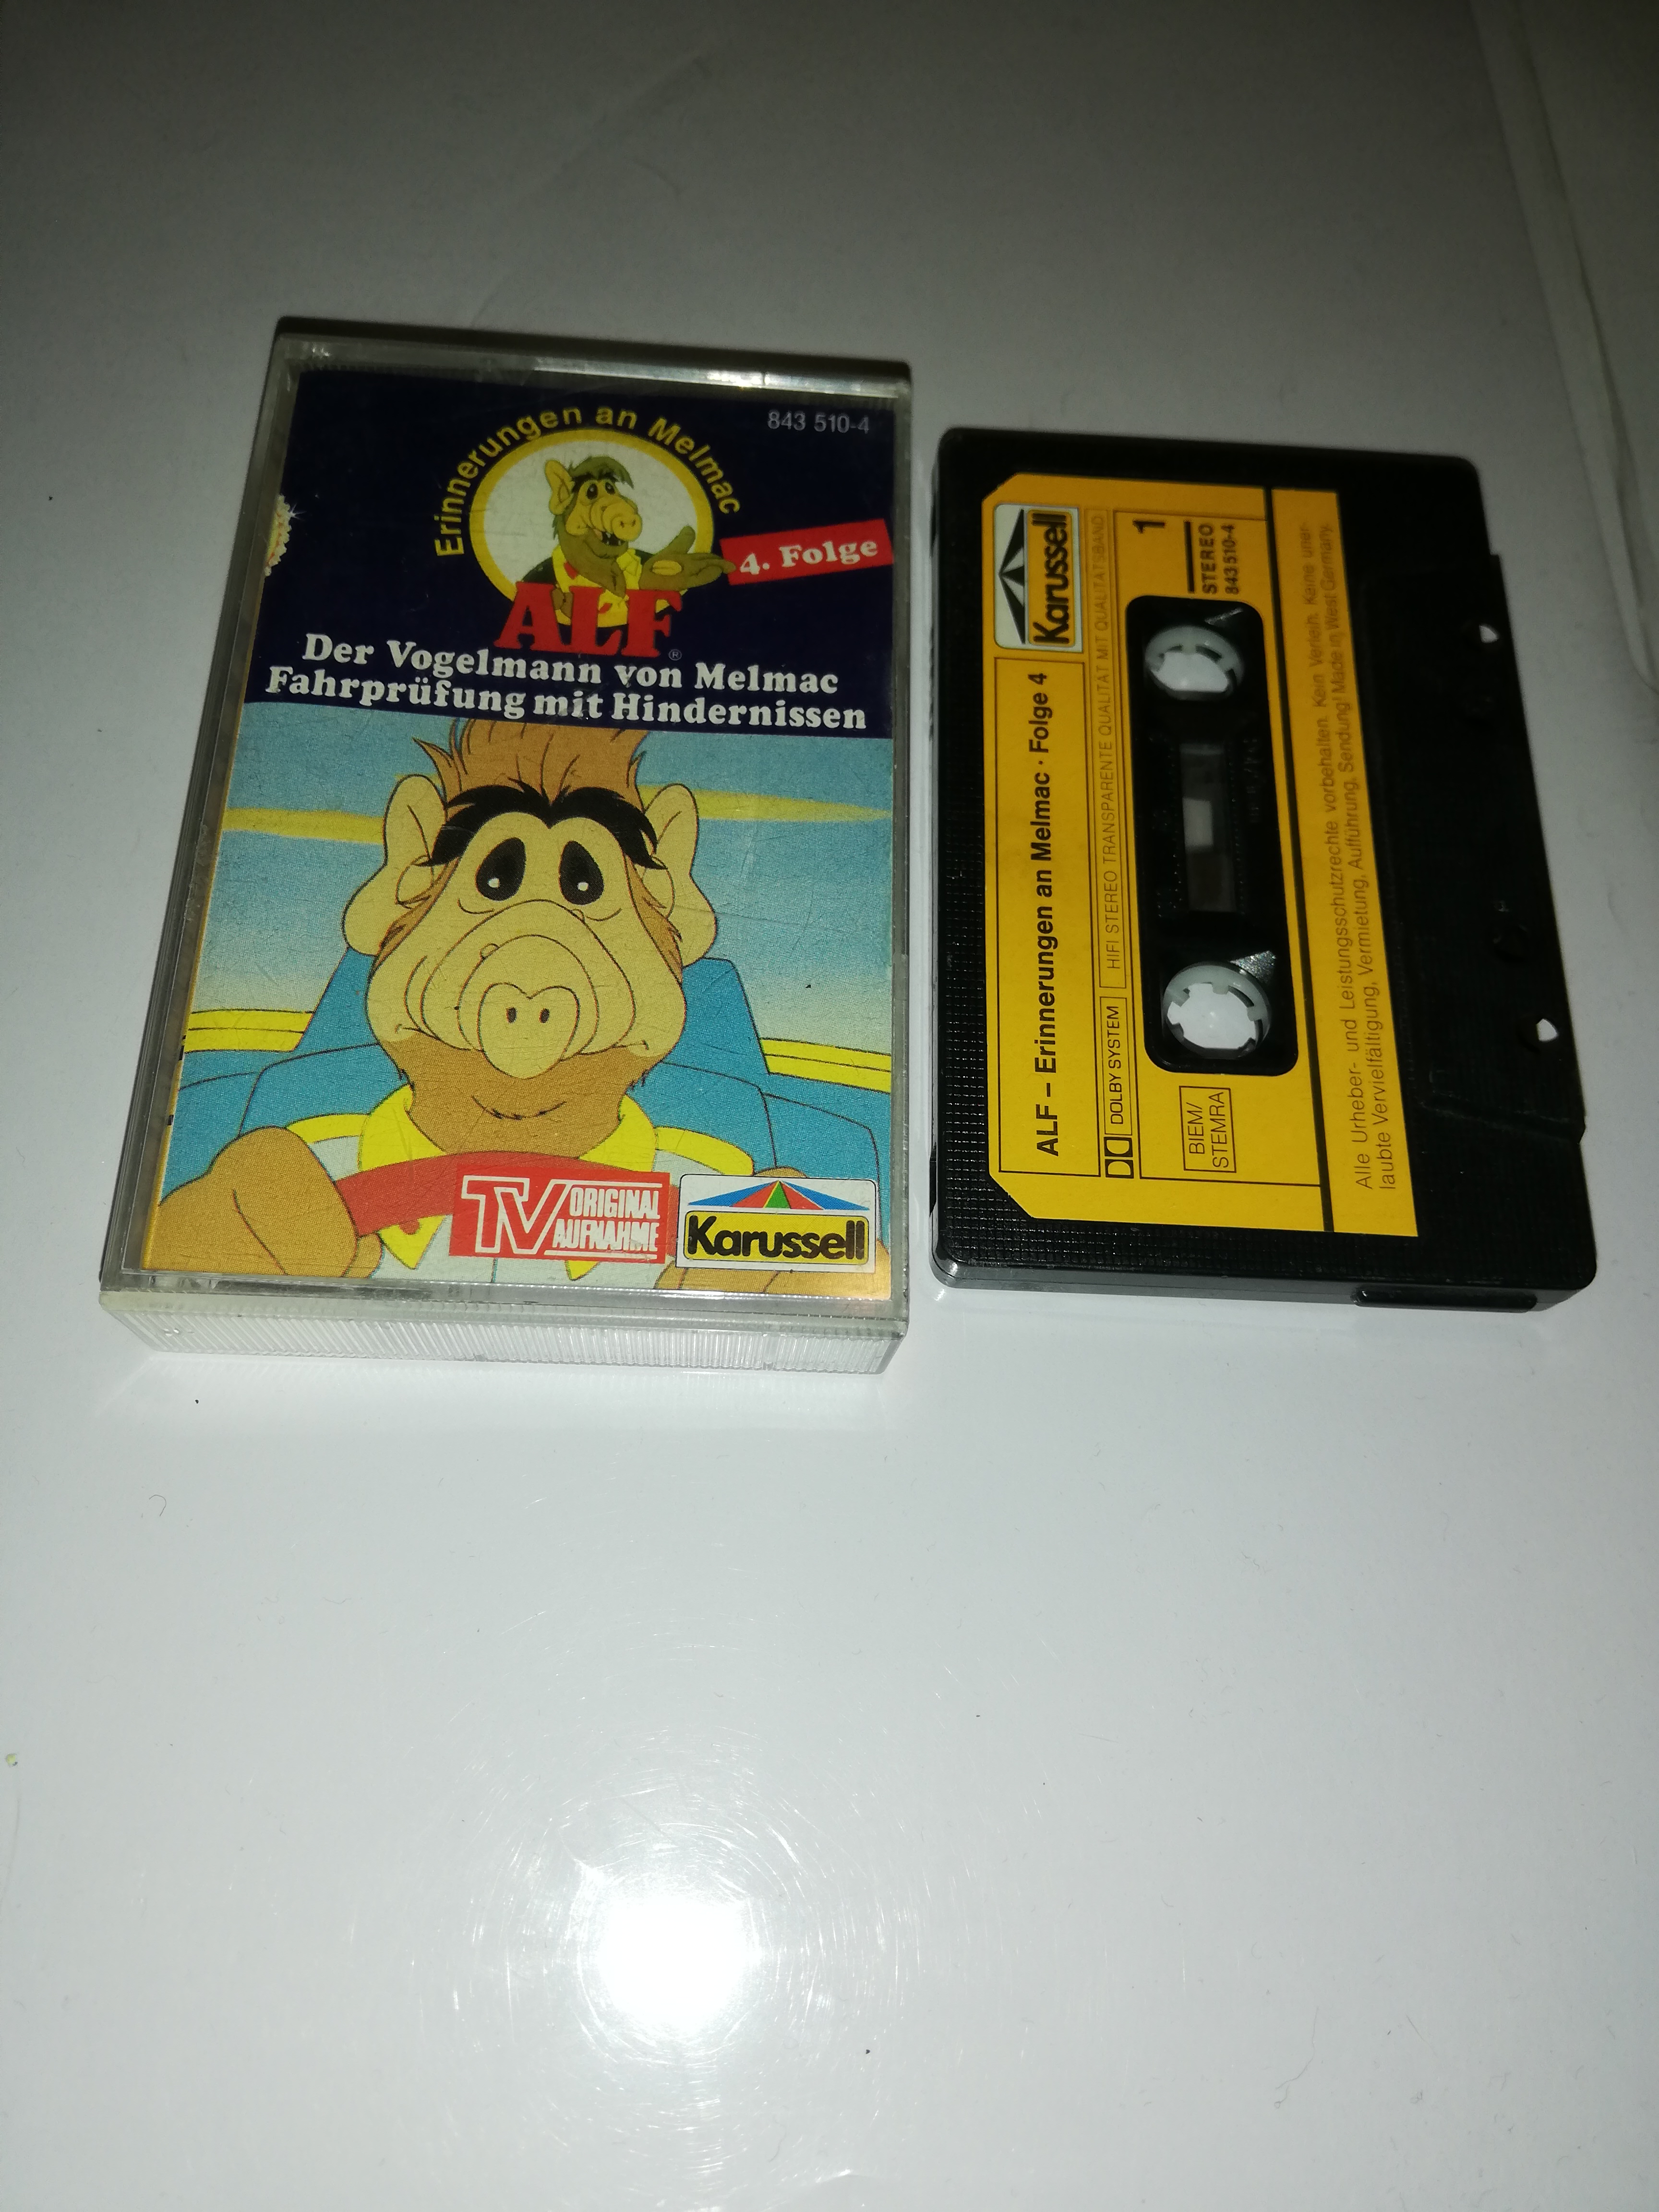 843 510-4
Erinnerungen an Melmac
4. Folge
ALF®
Der Vogelmann von Melmac
Fahrprüfung mit Hindernissen
TV ORIGINAL
AUFNAHME
Karussell
Karussell
ALF – Erinnerungen an Melmac · Folge 4
DOLBY SYSTEM
HIFI STEREO TRANSPARENTE QUALITÄT MIT QUALITÄTSBAND
1
STEREO
843 510-4
BIEM/
STEMRA
Alle Urheber- und Leistungsschutzrechte vorbehalten. Kein Verleih. Keine uner-
laubte Vervielfältigung, Vermietung, Aufführung, Sendung! Made in West Germany.